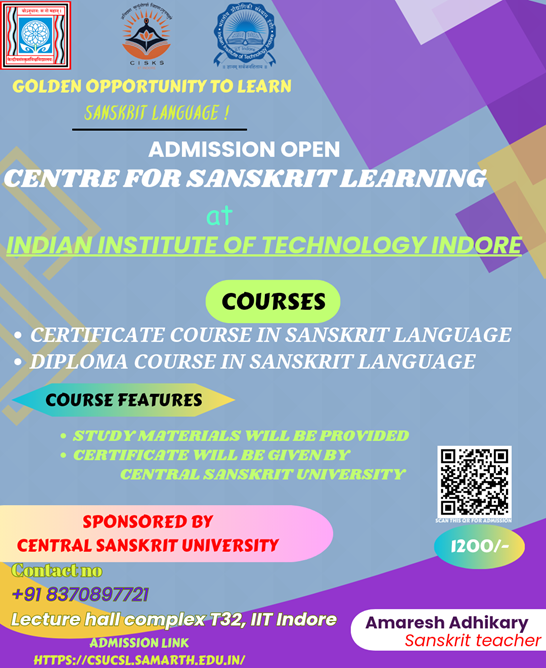 CISKS
GOLDEN OPPORTUNITY TO LEARN
SANSKRIT LANGUAGE !
ADMISSION OPEN
CENTRE FOR SANSKRIT LEARNING
at
INDIAN INSTITUTE OF TECHNOLOGY INDORE
COURSES
• CERTIFICATE COURSE IN SANSKRIT LANGUAGE
• DIPLOMA COURSE IN SANSKRIT LANGUAGE
COURSE FEATURES
• STUDY MATERIALS WILL BE PROVIDED
• CERTIFICATE WILL BE GIVEN BY
CENTRAL SANSKRIT UNIVERSITY
SCAN THIS QR FOR ADMISSION
SPONSORED BY
CENTRAL SANSKRIT UNIVERSITY
1200/-
Contact no
+91 8370897721
Lecture hall complex T32, IIT Indore
Amaresh Adhikary
Sanskrit teacher
ADMISSION LINK
HTTPS://CSUCSL.SAMARTH.EDU.IN/